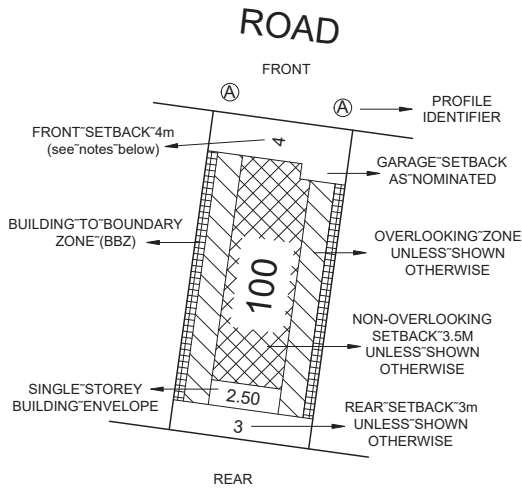 ROAD
FRONT
A
A
PROFILE
IDENTIFIER
FRONT˜SETBACK˜4m
(see˜notes˜below)
4
GARAGE˜SETBACK
AS˜NOMINATED
BUILDING˜TO˜BOUNDARY
ZONE˜(BBZ)
OVERLOOKING˜ZONE
UNLESS˜SHOWN
OTHERWISE
100
NON-OVERLOOKING
SETBACK˜3.5M
UNLESS˜SHOWN
OTHERWISE
SINGLE˜STOREY
BUILDING˜ENVELOPE
2.50
REAR˜SETBACK˜3m
UNLESS˜SHOWN
OTHERWISE
3
REAR